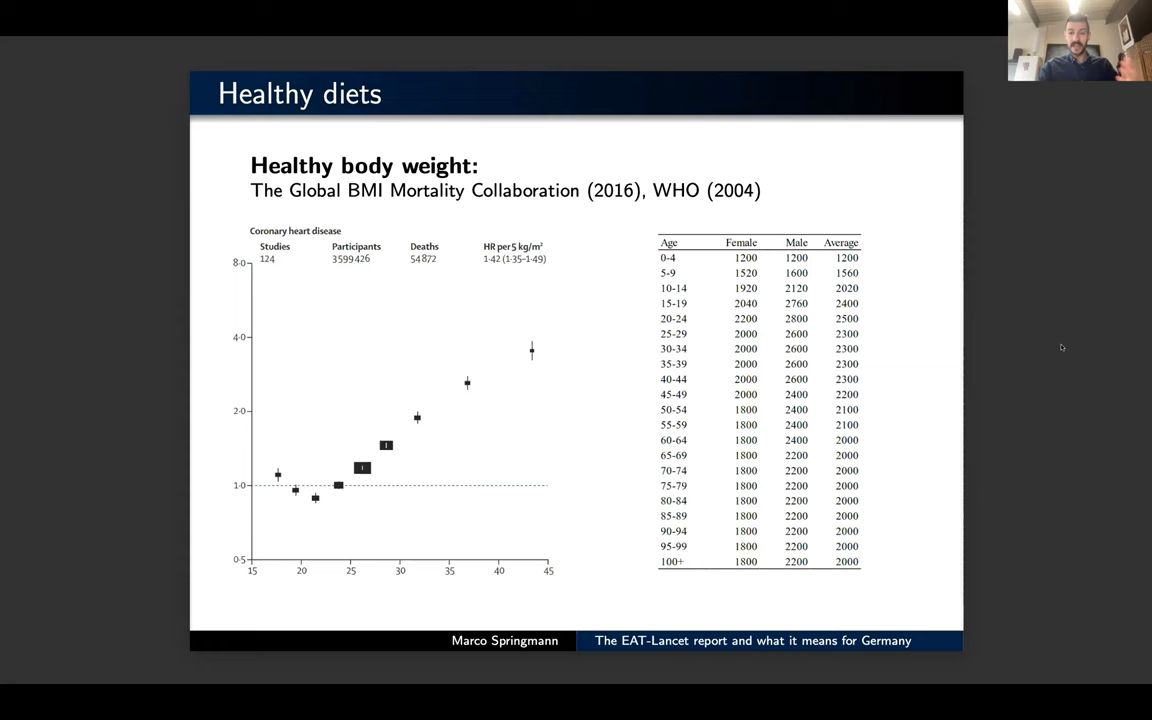 Healthy diets
Healthy body weight:
The Global BMI Mortality Collaboration (2016), WHO (2004)
Coronary heart disease
Studies Participants Deaths HR per 5 kg/m²
124 3 599 426 54 872 1·42 (1·35–1·49)
8·0
4·0
2·0
1·0
0·5
15 20 25 30 35 40 45
Age Female Male Average
0-4 1200 1200 1200
5-9 1520 1600 1560
10-14 1920 2120 2020
15-19 2040 2760 2400
20-24 2200 2800 2500
25-29 2000 2600 2300
30-34 2000 2600 2300
35-39 2000 2600 2300
40-44 2000 2600 2300
45-49 2000 2400 2200
50-54 1800 2400 2100
55-59 1800 2400 2100
60-64 1800 2400 2000
65-69 1800 2200 2000
70-74 1800 2200 2000
75-79 1800 2200 2000
80-84 1800 2200 2000
85-89 1800 2200 2000
90-94 1800 2200 2000
95-99 1800 2200 2000
100+ 1800 2200 2000
Marco Springmann The EAT-Lancet report and what it means for Germany